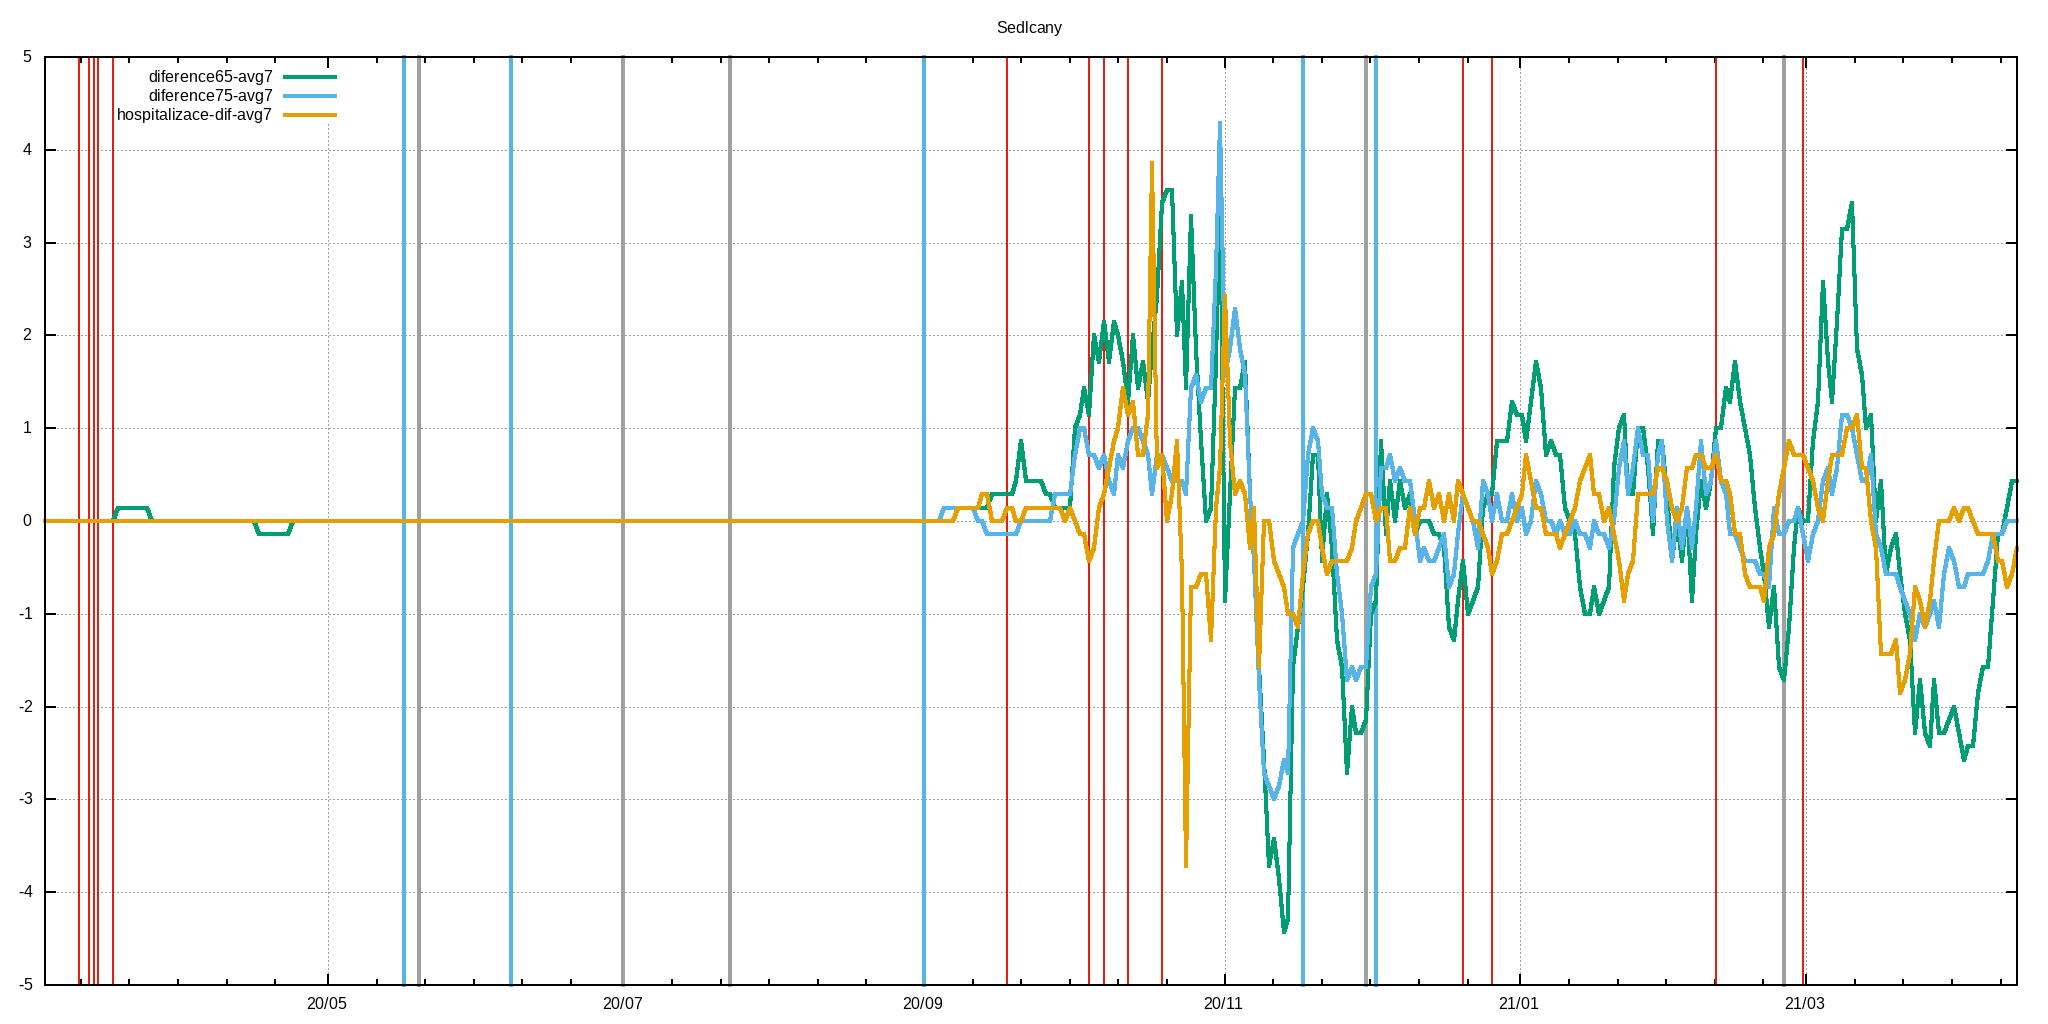 Sedlcany
5
diference65-avg7
diference75-avg7
hospitalizace-dif-avg7
4
3
2
1
0
-1
-2
-3
-4
-5
20/05 20/07 20/09 20/11 21/01 21/03